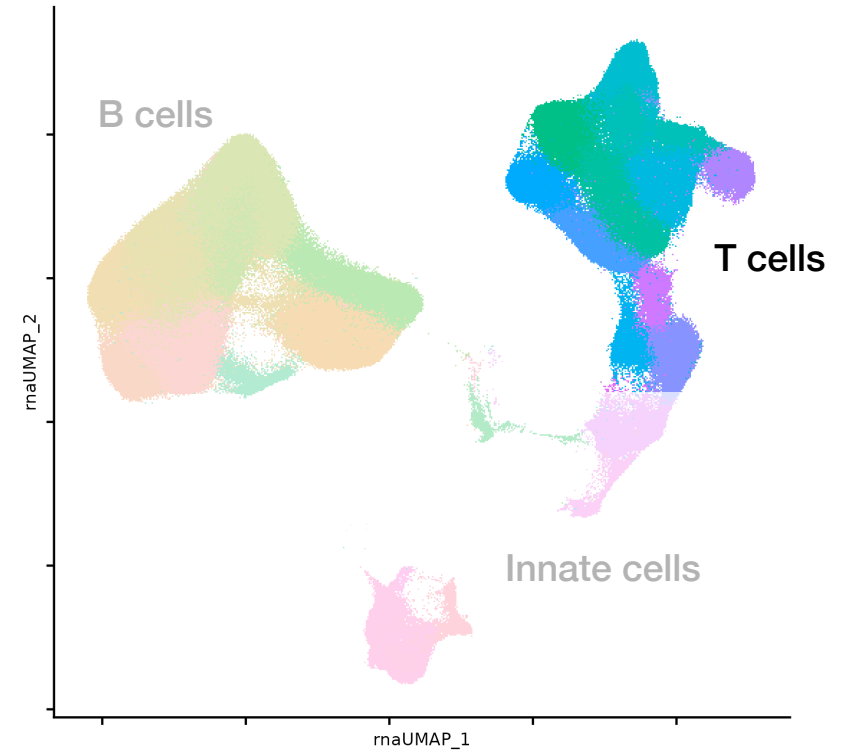 B cells
T cells
rnaUMAP_2
Innate cells
rnaUMAP_1